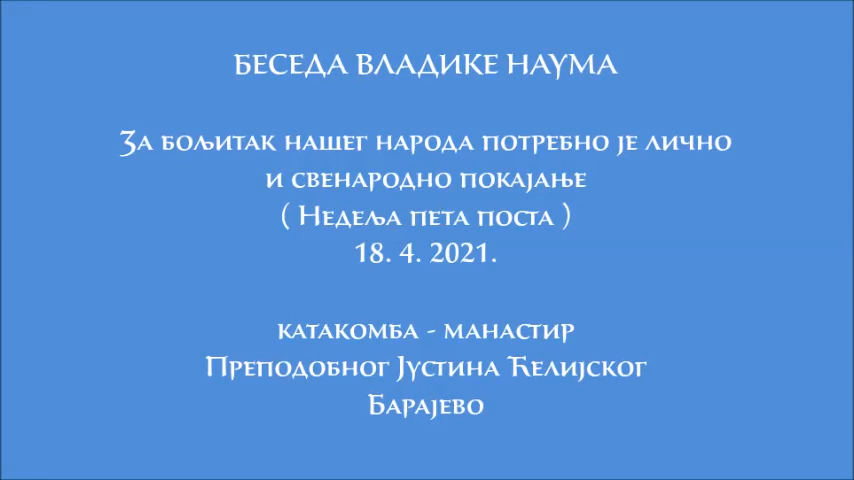 БЕСЕДА ВЛАДИКЕ НАУМА
За бољитак нашег народа потребно је лично
и свенародно покајање
( Недеља пета поста )
18. 4. 2021.
катакомба - манастир
Преподобног Јустина Ћелијског
Барајево